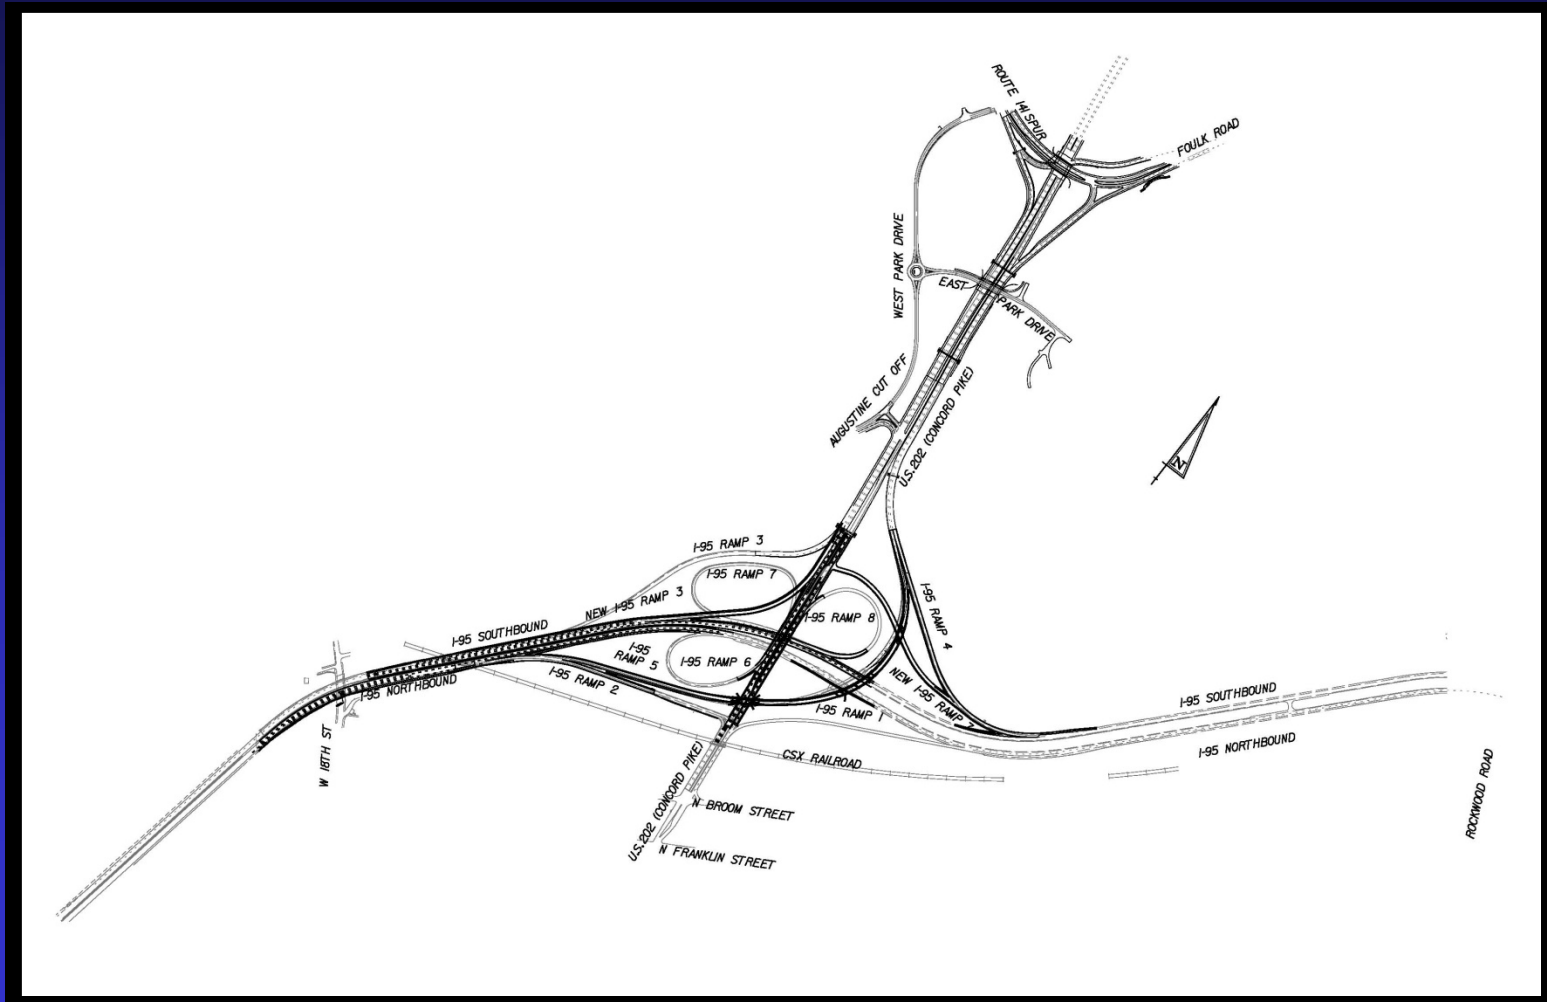 ROUTE 141 SPUR
FOULK ROAD
WEST PARK DRIVE
EAST
PARK DRIVE
AUGUSTINE CUT OFF
U.S. 202 (CONCORD PIKE)
N
I-95 RAMP 3
I-95 RAMP 7
NEW I-95 RAMP 3
I-95 RAMP 8
I-95 RAMP 4
I-95 SOUTHBOUND
I-95
RAMP 5
I-95 RAMP 6
I-95 RAMP 2
I-95 NORTHBOUND
NEW I-95 RAMP 7
I-95 RAMP 1
I-95 SOUTHBOUND
I-95 NORTHBOUND
W 18TH ST
CSX RAILROAD
U.S. 202 (CONCORD PIKE)
N BROOM STREET
N FRANKLIN STREET
ROCKWOOD ROAD